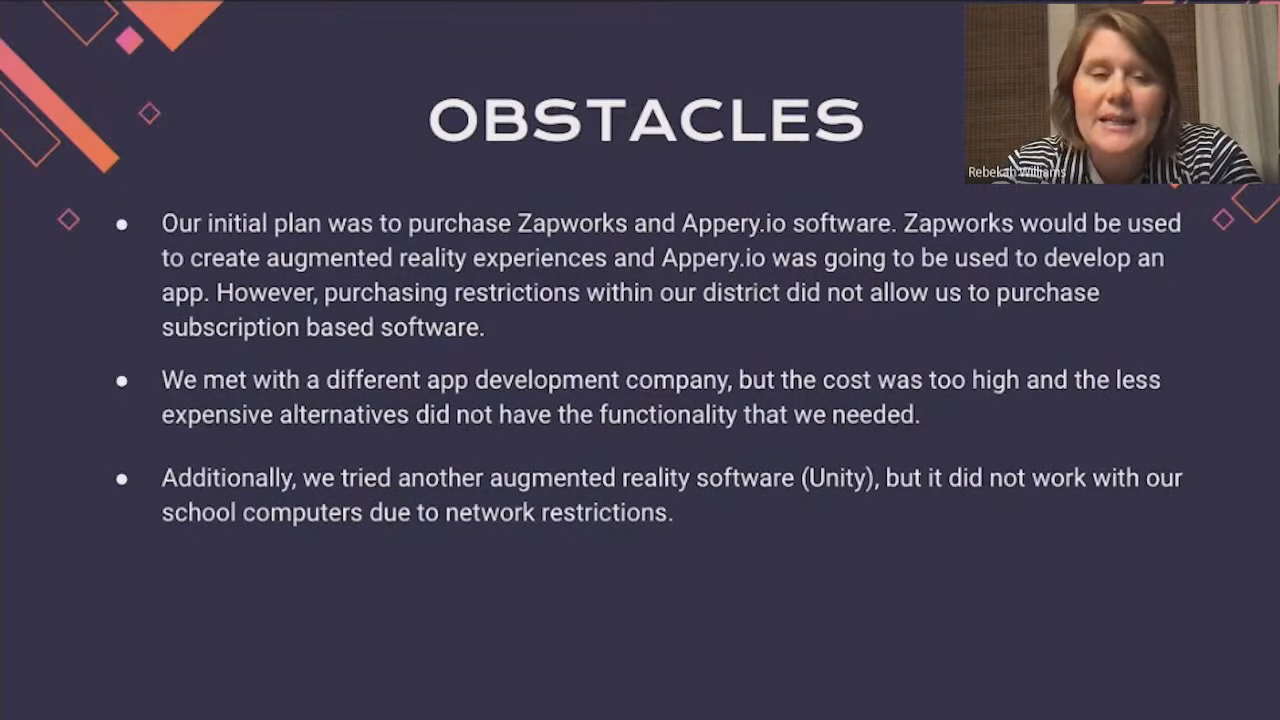 OBSTACLES
Rebekah Williams
● Our initial plan was to purchase Zapworks and Appery.io software. Zapworks would be used
to create augmented reality experiences and Appery.io was going to be used to develop an
app. However, purchasing restrictions within our district did not allow us to purchase
subscription based software.
● We met with a different app development company, but the cost was too high and the less
expensive alternatives did not have the functionality that we needed.
● Additionally, we tried another augmented reality software (Unity), but it did not work with our
school computers due to network restrictions.